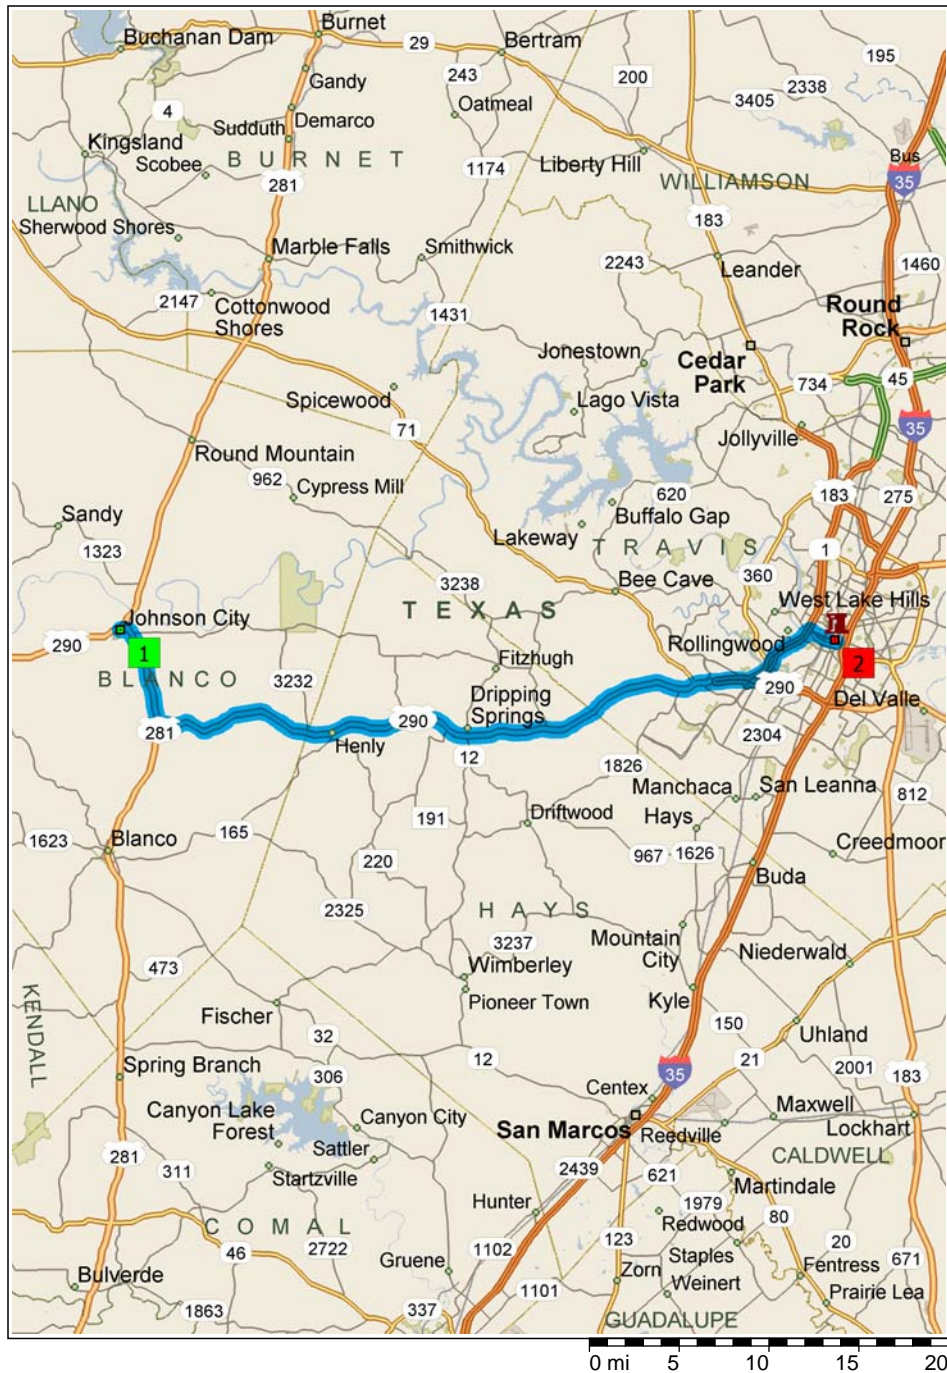 Burnet
Buchanan Dam
29
Bertram
195
Gandy
243
200
2338
3405
Oatmeal
4
Demarco
Sudduth
Kingsland
Scobee
BURNET
1174
Liberty Hill
Bus
35
WILLIAMSON
281
LLANO
Sherwood Shores
183
Marble Falls
Smithwick
2243
Leander
1460
2147
Cottonwood
Shores
1431
Round
Rock
Jonestown
Cedar
Park
45
734
Spicewood
Lago Vista
71
35
Jollyville
Round Mountain
962
Cypress Mill
620
183
275
Sandy
Buffalo Gap
Lakeway
TRAVIS
1323
1
3238
Bee Cave
360
TEXAS
West Lake Hills
Johnson City
290
1
Rollingwood
2
Fitzhugh
BLANCO
3232
290
Dripping
Springs
Del Valle
281
290
Henly
12
2304
1826
Manchaca
San Leanna
812
191
Driftwood
Hays
1623
Blanco
165
220
967
1626
Creedmoor
Buda
2325
HAYS
3237
Mountain
City
Niederwald
473
Wimberley
KENDALL
Pioneer Town
Kyle
Fischer
150
Uhland
32
12
21
Spring Branch
306
35
2001
183
Centex
Canyon Lake
Forest
Canyon City
San Marcos
Maxwell
Reedville
Lockhart
Sattler
281
311
CALDWELL
Startzville
2439
621
Martindale
Hunter
1979
COMAL
Redwood
80
46
2722
1102
123
Staples
20
671
Gruene
Zorn
Weinert
Fentress
Bulverde
1101
Prairie Lea
1863
337
GUADALUPE
0 mi 5 10 15 20